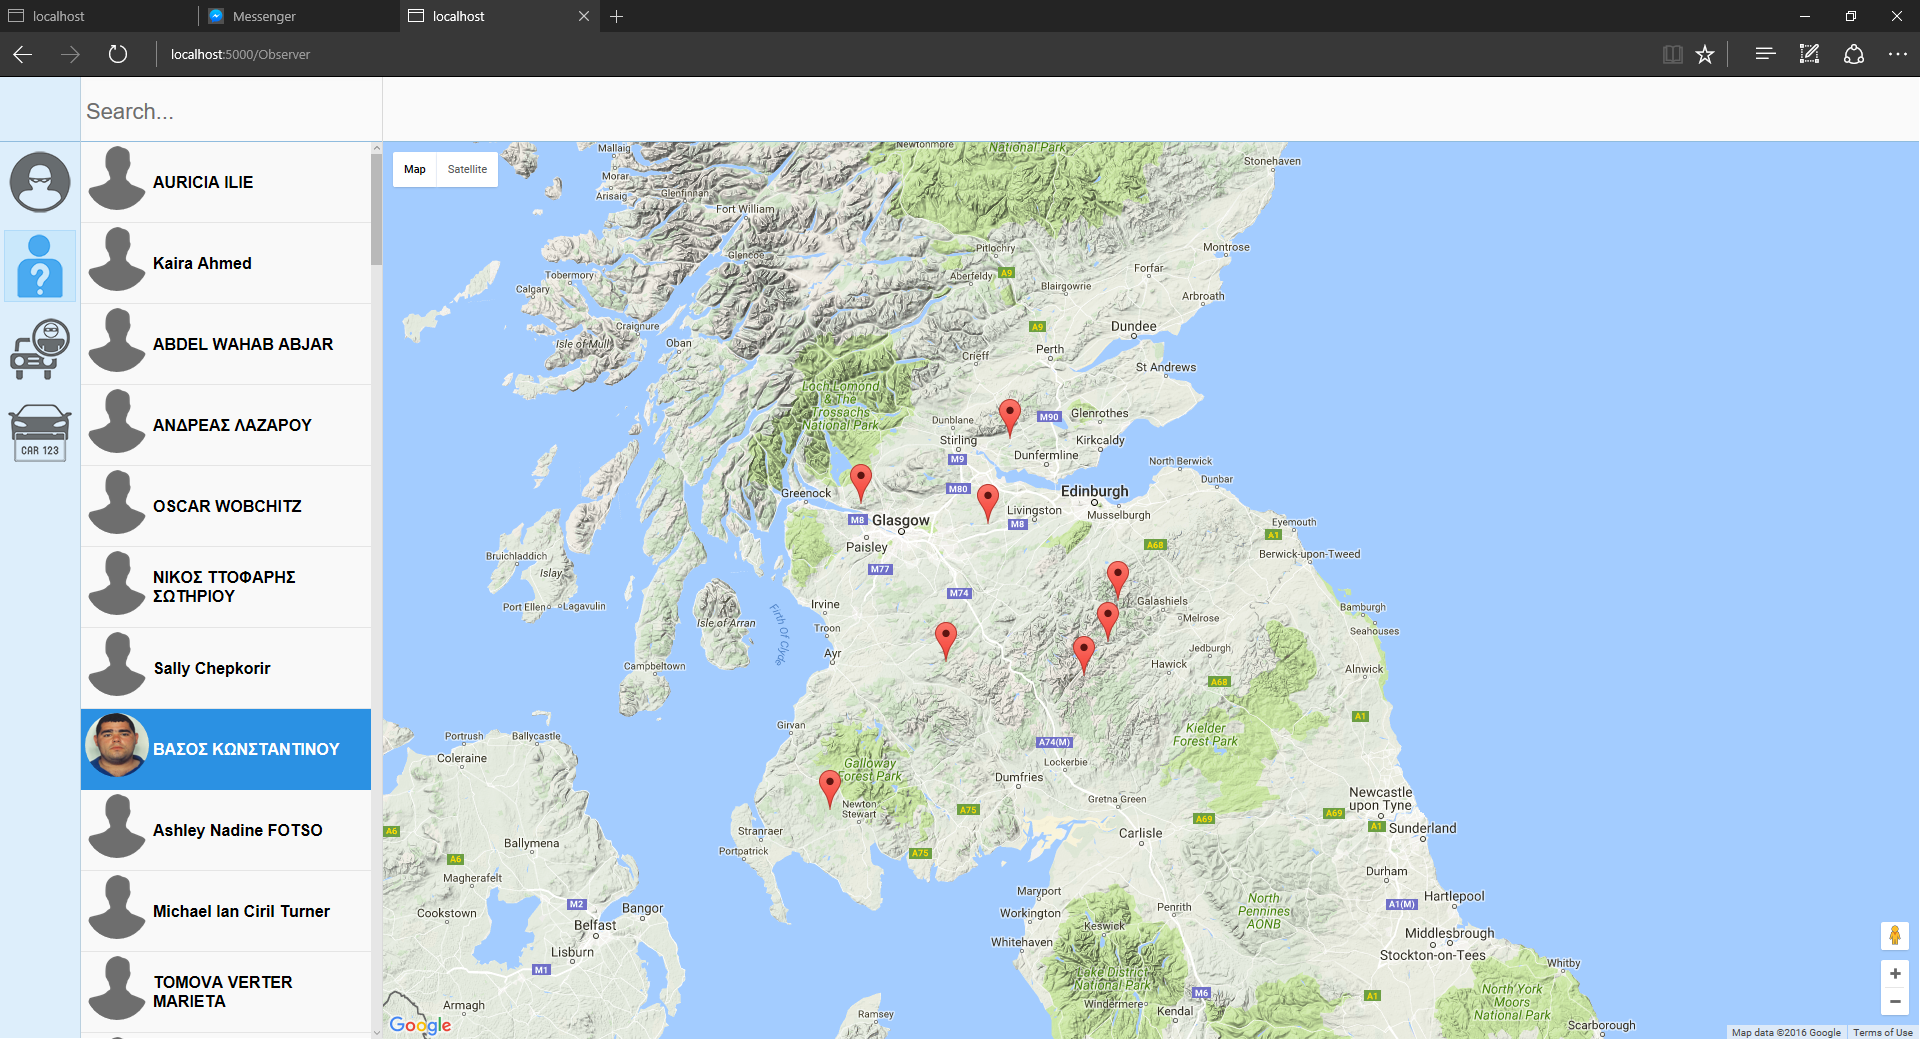 localhost
Messenger
localhost
localhost:5000/Observer
Search...
CAR 123
AURICIA ILIE
Kaira Ahmed
ABDEL WAHAB ABJAR
ΑΝΔΡΕΑΣ ΛΑΖΑΡΟΥ
OSCAR WOBCHITZ
ΝΙΚΟΣ ΤΤΟΦΑΡΗΣ
ΣΩΤΗΡΙΟΥ
Sally Chepkorir
ΒΑΣΟΣ ΚΩΝΣΤΑΝΤΙΝΟΥ
Ashley Nadine FOTSO
Michael Ian Ciril Turner
TOMOVA VERTER
MARIETA
Map
Satellite
Mallaig
Newtonmore
National Park
Stonehaven
Morar
Arisaig
Glenfinnan
Fort William
Pitlochry
Montrose
Glencoe
Tobermory
Aberfeldy
A9
Forfar
Calgary
Blairgowrie
Arbroath
Craignure
A9
Dundee
Isle of Mull
Oban
Crieff
Perth
St Andrews
Loch Lomond
& The
Trossachs
National Park
Dunblane
M90
Glenrothes
Stirling
Kirkcaldy
M9
Dunfermline
North Berwick
Greenock
M80
Edinburgh
Dunbar
Livingston
Musselburgh
M8
Glasgow
M8
Eyemouth
A1
Paisley
A68
Berwick-upon-Tweed
Bruichladdich
Islay
M77
M74
Port Ellen
Lagavulin
Irvine
Galashiels
Bamburgh
Isle of Arran
Firth Of Clyde
Troon
Melrose
Seahouses
Ayr
Jedburgh
Campbeltown
Hawick
Alnwick
A68
Girvan
A1
Portrush
Ballycastle
A74(M)
Kielder
Forest Park
Coleraine
Lockerbie
Galloway
Forest Park
Dumfries
Newcastle
upon Tyne
Gretna Green
Newton
Stewart
A75
A69
A69
A6
Stranraer
Carlisle
A1
Sunderland
Ballymena
Portpatrick
A75
A6
Magherafelt
Durham
Maryport
North
Pennines
AONB
Hartlepool
M2
Bangor
Cookstown
Workington
Penrith
A1(M)
Belfast
Keswick
Middlesbrough
Whitehaven
Lisburn
Stockton-on-Tees
M1
Lake District
National Park
Whitby
Armagh
Windermere
M6
A1
North York
Moors
National Park
Ramsey
Kendal
Scarborough
Google
Map data ©2016 Google
Terms of Use